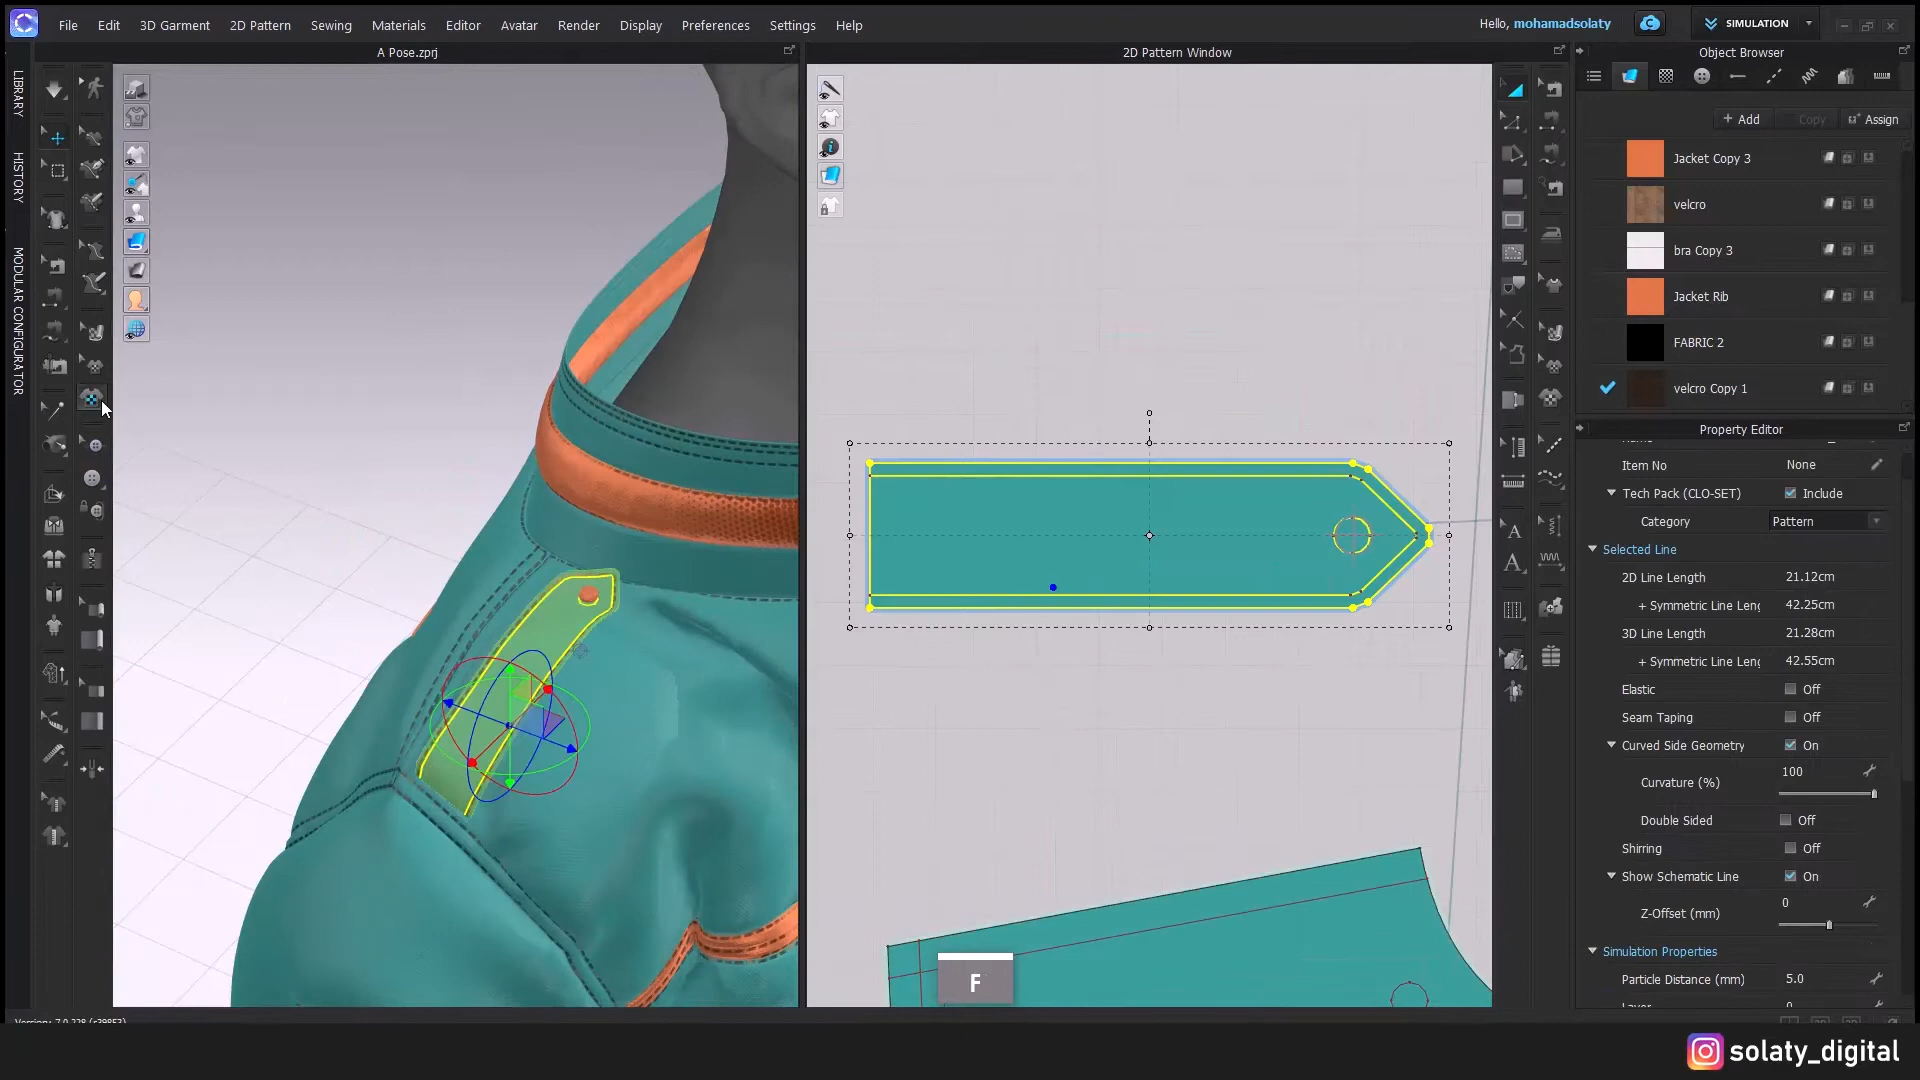 File Edit 3D Garment 2D Pattern Sewing Materials Editor Avatar Render Display Preferences Settings Help
Hello, mohamadsolaty
SIMULATION
A Pose.zprj
2D Pattern Window
Object Browser
LIBRARY
HISTORY
MODULAR CONFIGURATOR
+ Add
Copy
Assign
Jacket Copy 3
velcro
bra Copy 3
Jacket Rib
FABRIC 2
velcro Copy 1
Property Editor
Item No None
Tech Pack (CLO-SET) Include
Category Pattern
Selected Line
2D Line Length 21.12cm
+ Symmetric Line Leng 42.25cm
3D Line Length 21.28cm
+ Symmetric Line Leng 42.55cm
Elastic Off
Seam Taping Off
Curved Side Geometry On
Curvature (%) 100
Double Sided Off
Shirring Off
Show Schematic Line On
Z-Offset (mm) 0
Simulation Properties
Particle Distance (mm) 5.0
F
solaty_digital